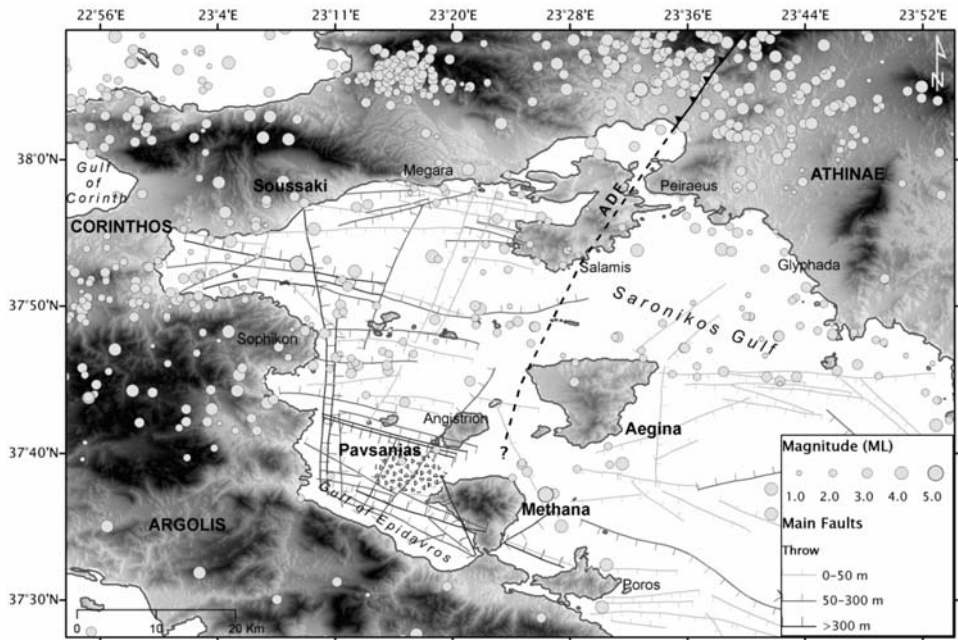 22°56'E 23°4' 23°11' 23°20'E 23°28'E 23°36'E 23°44'E 23°52'E
N
38°0'N
37°50'N
37°40'N
37°30'N
Gulf
of
Corinth
CORINTHOS
Soussaki
Megara
ADF
Peiraeus
ATHINAE
Salamis
Glyphada
Saronikos Gulf
Sophikon
Angistrion
Aegina
Pavsanias
?
Methana
Gulf of Epidavros
ARGOLIS
Poros
0 10 20 Km
Magnitude (ML)
1.0 2.0 3.0 4.0 5.0
Main Faults
Throw
0-50 m
50-300 m
>300 m